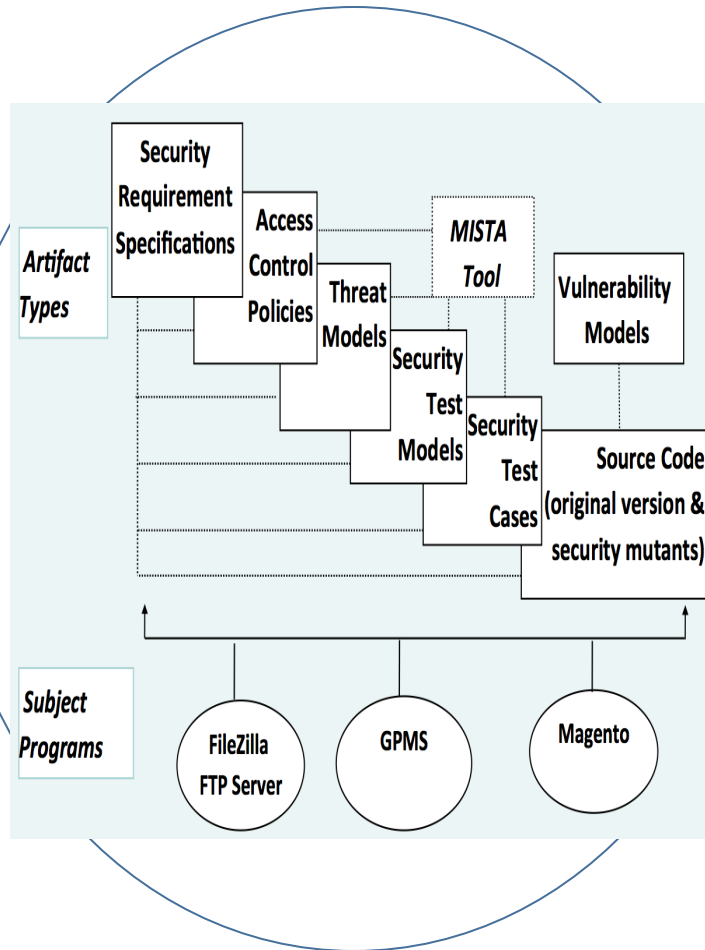 Security
Requirement
Specifications
Access
Control
Policies
MISTA
Tool
Artifact
Types
Threat
Models
Vulnerability
Models
Security
Test
Models
Security
Test
Cases
Source Code
(original version &
security mutants)
Subject
Programs
FileZilla
FTP Server
GPMS
Magento